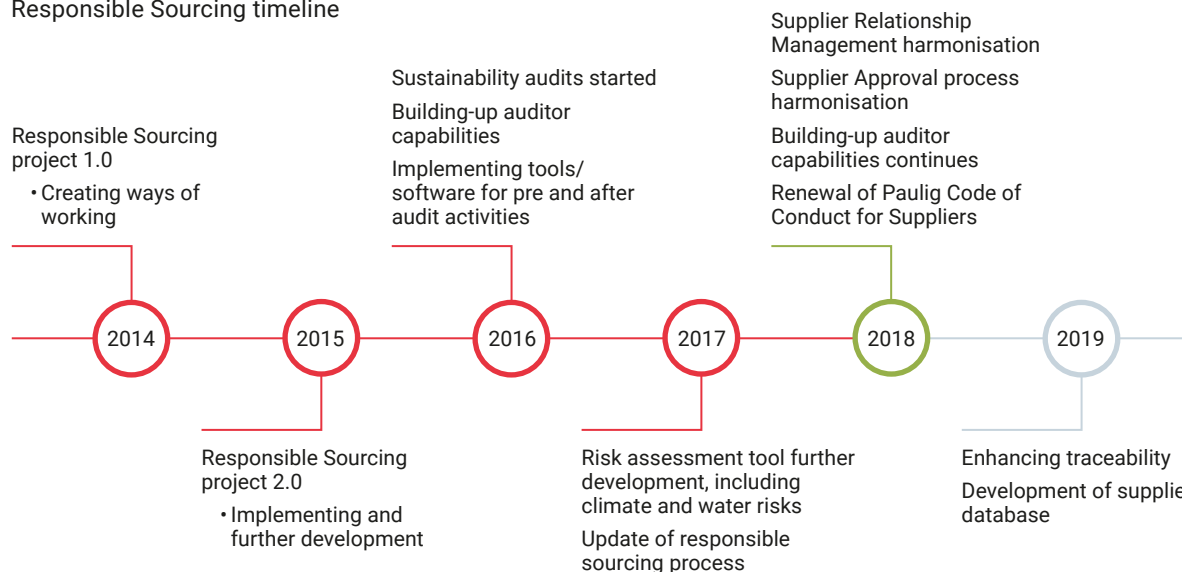 Responsible Sourcing timeline
Responsible Sourcing
project 1.0
• Creating ways of
working
Sustainability audits started
Building-up auditor
capabilities
Implementing tools/
software for pre and after
audit activities
Supplier Relationship
Management harmonisation
Supplier Approval process
harmonisation
Building-up auditor
capabilities continues
Renewal of Paulig Code of
Conduct for Suppliers
2014
2015
2016
2017
2018
2019
Responsible Sourcing
project 2.0
• Implementing and
further development
Risk assessment tool further
development, including
climate and water risks
Update of responsible
sourcing process
Enhancing traceability
Development of supplie
database